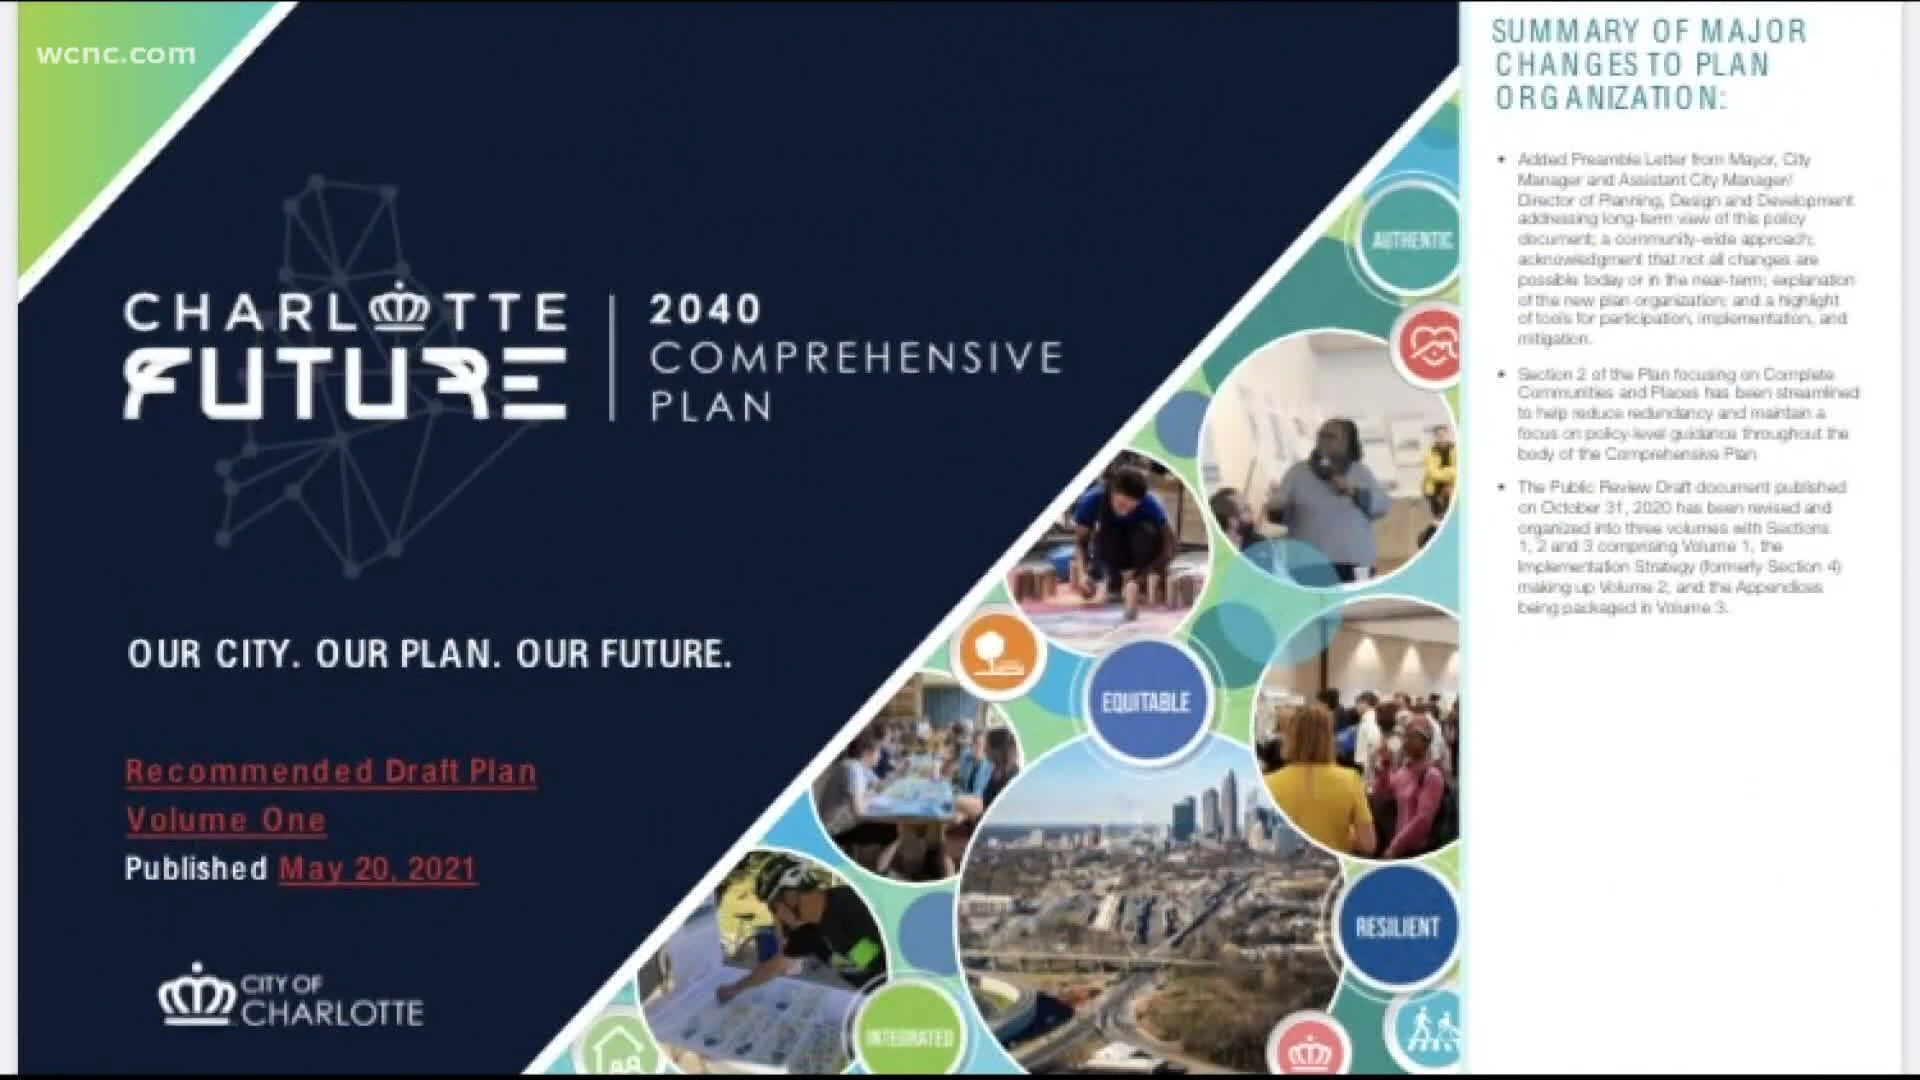 wcnc.com
CHARLOTTE
FUTURE
2040
COMPREHENSIVE
PLAN
OUR CITY. OUR PLAN. OUR FUTURE.
Recommended Draft Plan
Volume One
Published May 20, 2021
CITY OF
CHARLOTTE
AUTHENTIC
EQUITABLE
RESILIENT
INTEGRATED
SUMMARY OF MAJOR
CHANGES TO PLAN
ORGANIZATION:
• Added Preamble Letter from Mayor, City
Manager and Assistant City Manager/
Director of Planning, Design and Development
addressing long-term view of this policy
document; a community-wide approach;
acknowledgment that not all changes are
possible today or in the near-term; explanation
of the new plan organization; and a highlight
of tools for participation, implementation, and
mitigation.
• Section 2 of the Plan focusing on Complete
Communities and Places has been streamlined
to help reduce redundancy and maintain a
focus on policy-level guidance throughout the
body of the Comprehensive Plan
• The Public Review Draft document published
on October 31, 2020 has been revised and
organized into three volumes with Sections
1, 2 and 3 comprising Volume 1, the
Implementation Strategy (formerly Section 4)
making up Volume 2, and the Appendices
being packaged in Volume 3.